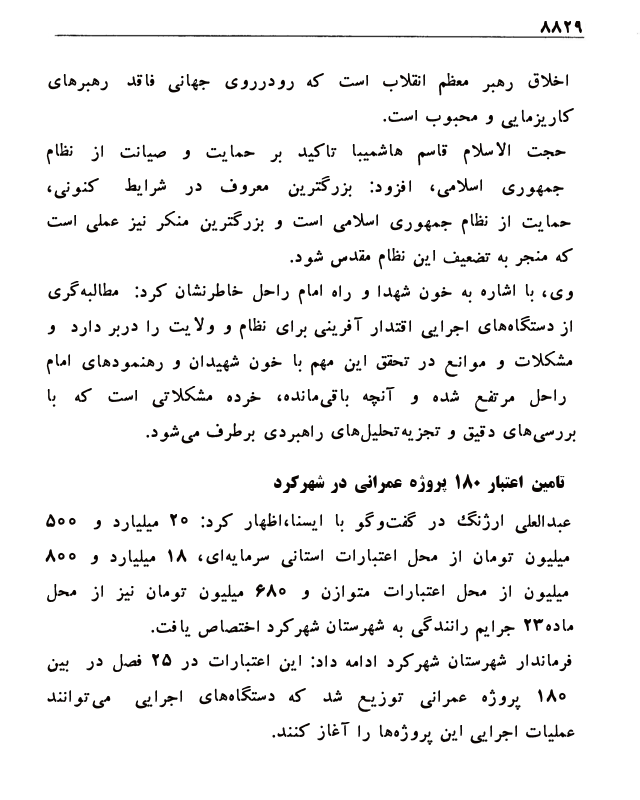 ۸۸۲۹
اخلاق رهبر معظم انقلاب است که رودرروی جهانی فاقد رهبرهای
کاریزمایی و محبوب است.
حجت الاسلام قاسم هاشمیبا تاکید بر حمایت و صیانت از نظام
جمهوری اسلامی، افزود: بزرگترین معروف در شرایط کنونی،
حمایت از نظام جمهوری اسلامی است و بزرگترین منکر نیز عملی است
که منجر به تضعیف این نظام مقدس شود.
وی، با اشاره به خون شهدا و راه امام راحل خاطرنشان کرد: مطالبه‌گری
از دستگاه‌های اجرایی اقتدار آفرینی برای نظام و ولایت را دربر دارد و
مشکلات و موانع در تحقق این مهم با خون شهیدان و رهنمودهای امام
راحل مرتفع شده و آنچه باقی‌مانده، خرده مشکلاتی است که با
بررسی‌های دقیق و تجزیه‌تحلیل‌های راهبردی برطرف می‌شود.
تامین اعتبار ۱۸۰ پروژه عمرانی در شهرکرد
عبدالعلی ارژنگ در گفت‌وگو با ایسنا،اظهار کرد: ۲۰ میلیارد و ۵۰۰
میلیون تومان از محل اعتبارات استانی سرمایه‌ای، ۱۸ میلیارد و ۸۰۰
میلیون از محل اعتبارات متوازن و ۶۸۰ میلیون تومان نیز از محل
ماده۲۳ جرایم رانندگی به شهرستان شهرکرد اختصاص یافت.
فرماندار شهرستان شهرکرد ادامه داد: این اعتبارات در ۲۵ فصل در بین
۱۸۰ پروژه عمرانی توزیع شد که دستگاه‌های اجرایی می‌توانند
عملیات اجرایی این پروژه‌ها را آغاز کنند.